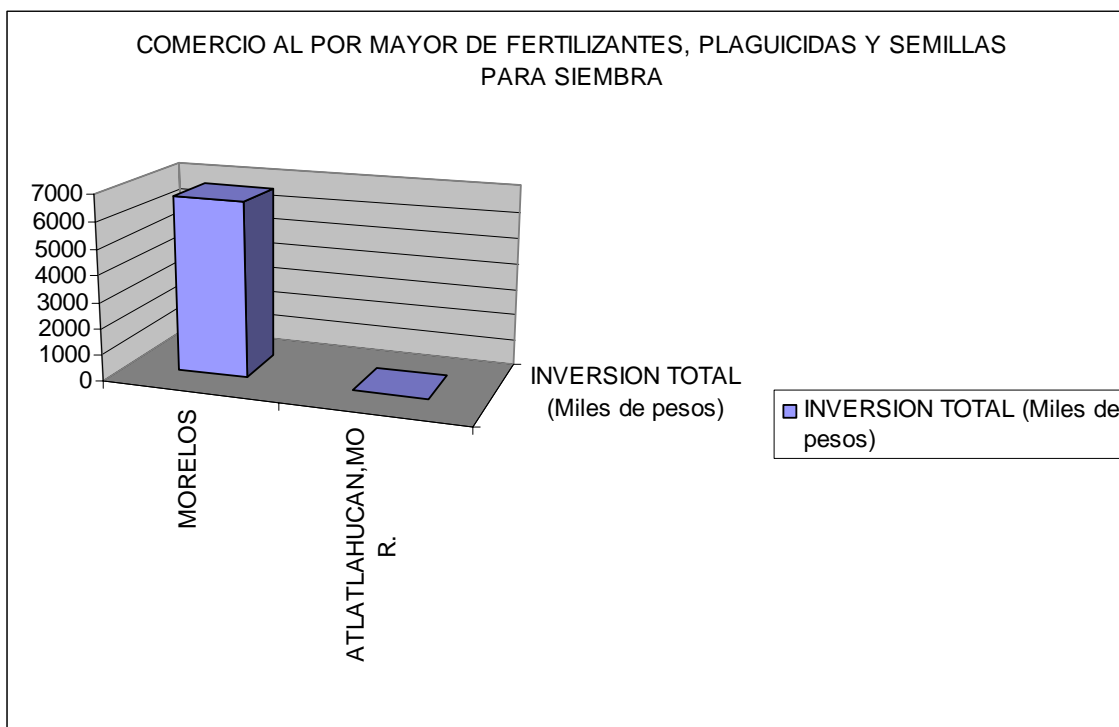 COMERCIO AL POR MAYOR DE FERTILIZANTES, PLAGUICIDAS Y SEMILLAS
PARA SIEMBRA
7000
6000
5000
4000
3000
2000
1000
0
MORELOS
ATLATLAHUCAN,MO
R.
INVERSION TOTAL
(Miles de pesos)
INVERSION TOTAL (Miles de
pesos)